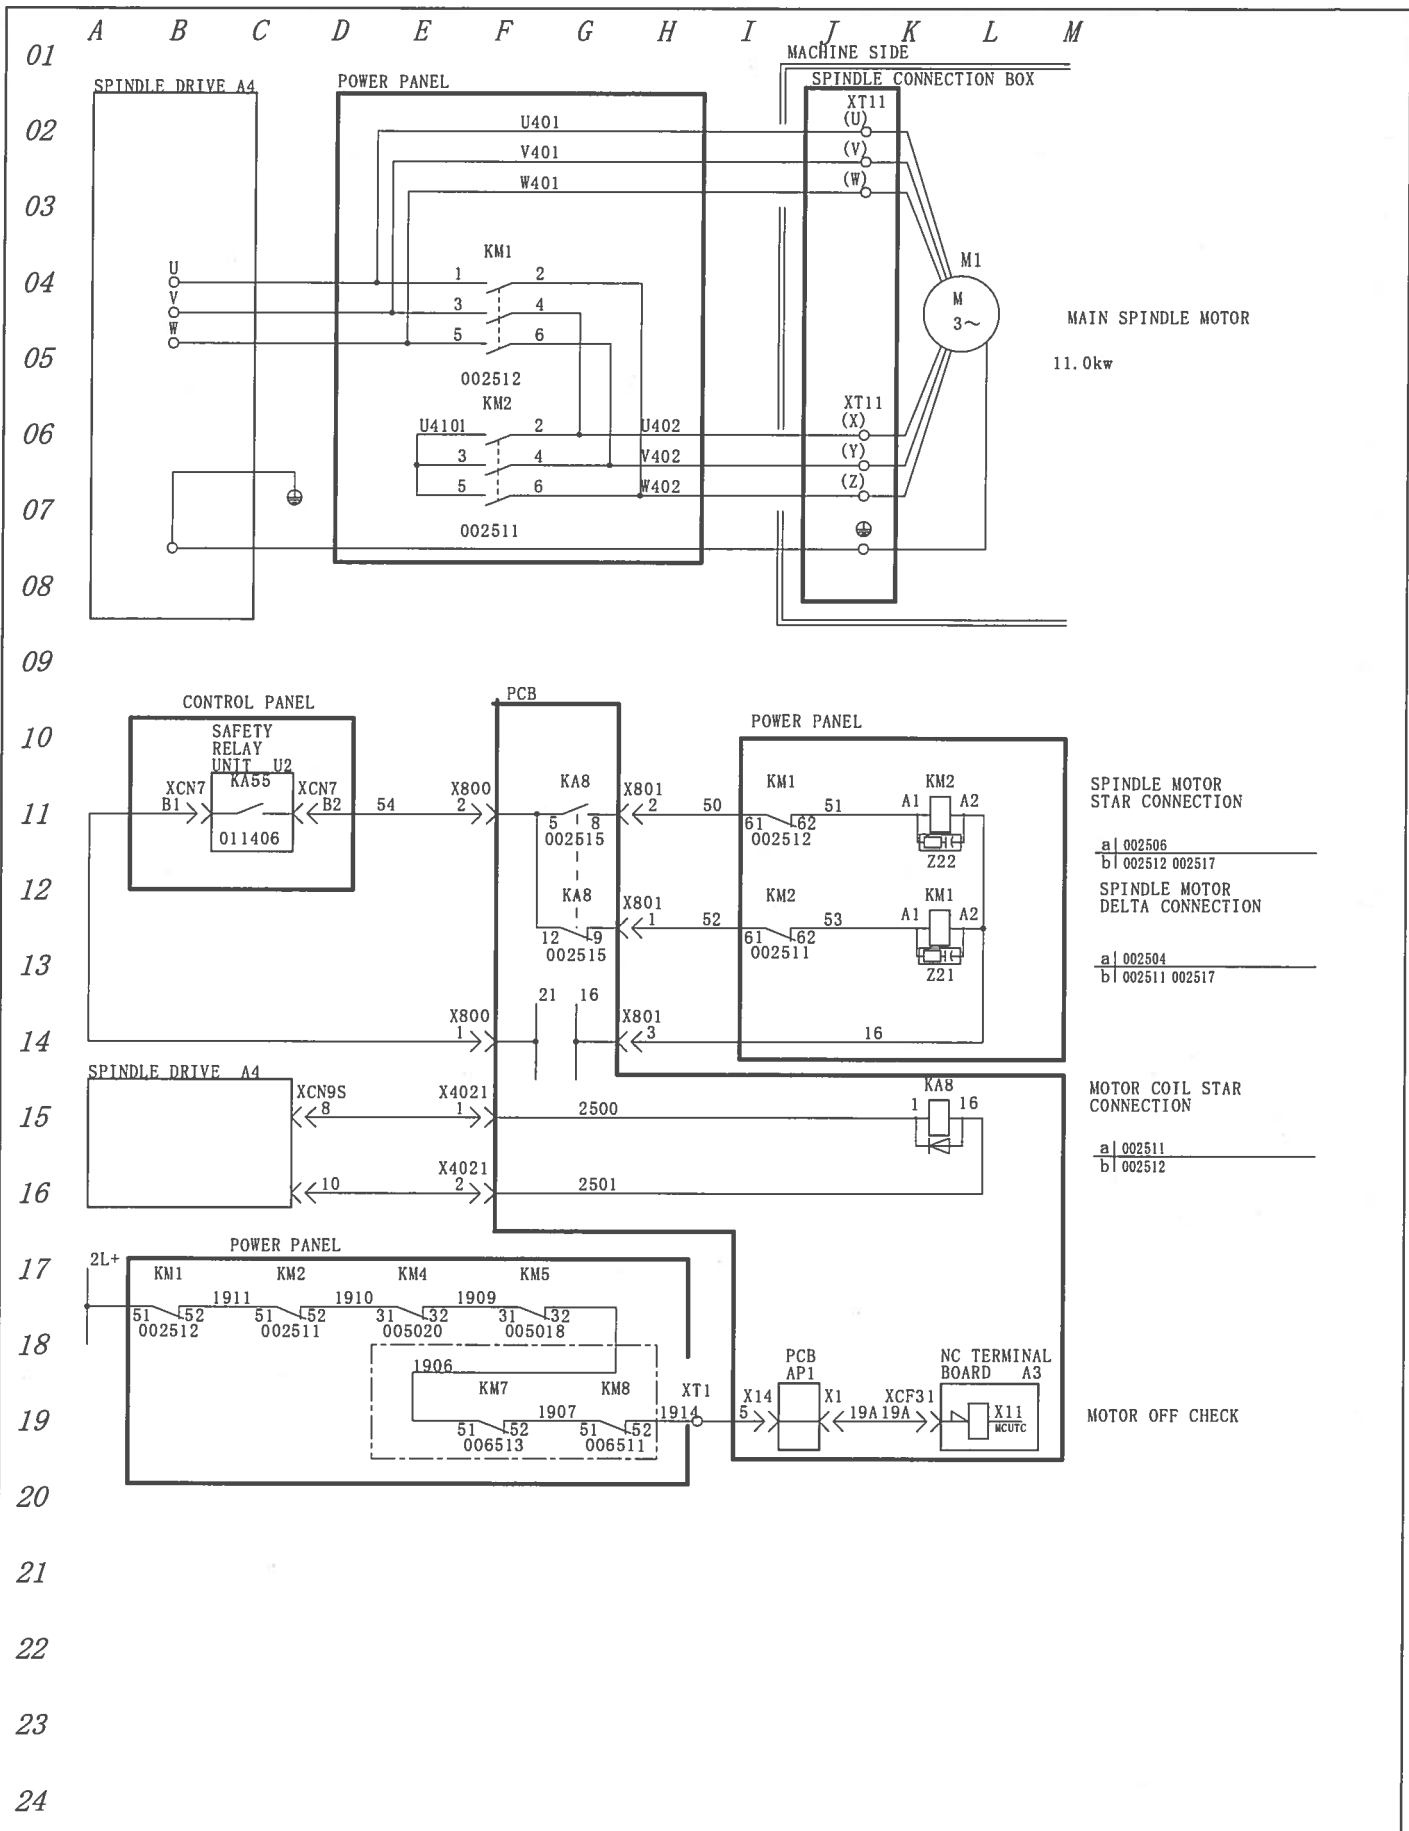 A B C D E F G H I J K L M
01
MACHINE SIDE
SPINDLE DRIVE A4
POWER PANEL
SPINDLE CONNECTION BOX
XT11
02
U401
(U)
V401
(V)
03
W401
(W)
KM1
M1
04
U
1 2
V
3 4
M
3~
MAIN SPINDLE MOTOR
W
5 6
05
11.0kw
002512
KM2
XT11
06
U4101 2 U402 (X)
3 4 V402 (Y)
5 6 W402 (Z)
07
002511
08
09
CONTROL PANEL
PCB
10
SAFETY
RELAY
UNIT U2
POWER PANEL
XCN7 KA55 XCN7
X800
KA8
X801
KM1
KM2
SPINDLE MOTOR
STAR CONNECTION
11
B1 B2 54 2 5 8 2 50 61 62 51 A1 A2
011406
002515
002512
Z22
a 002506
b 002512 002517
12
KA8
X801
KM2
KM1
SPINDLE MOTOR
DELTA CONNECTION
12 9 1 52 61 62 53 A1 A2
13
002515
002511
Z21
a 002504
b 002511 002517
21 16
X800
X801
14
1 3 16
SPINDLE DRIVE A4
XCN9S
X4021
KA8
MOTOR COIL STAR
CONNECTION
15
8 1 2500 1 16
a 002511
b 002512
X4021
16
10 2 2501
POWER PANEL
17
2L+
KM1 KM2 KM4 KM5
51 52 1911 51 52 1910 31 32 1909 31 32
002512 002511 005020 005018
18
1906
PCB
AP1
NC TERMINAL
BOARD A3
KM7 KM8 XT1
X14 X1 XCF31
19
51 52 1907 51 52 1914 5 19A 19A X11
MCUTC
MOTOR OFF CHECK
006513 006511
20
21
22
23
24